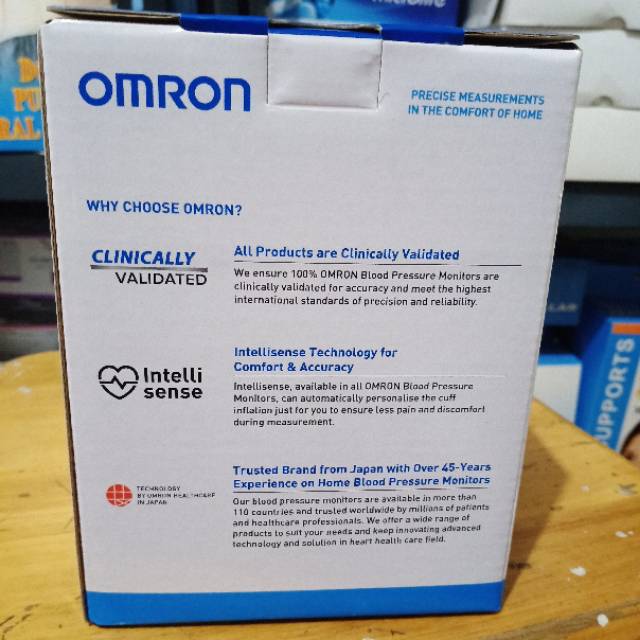 OMRON
PRECISE MEASUREMENTS
IN THE COMFORT OF HOME
WHY CHOOSE OMRON?
CLINICALLY
VALIDATED
All Products are Clinically Validated
We ensure 100% OMRON Blood Pressure Monitors are
clinically validated for accuracy and meet the highest
international standards of precision and reliability.
Intelli
sense
Intellisense Technology for
Comfort & Accuracy
Intellisense, available in all OMRON Blood Pressure
Monitors, can automatically personalise the cuff
inflation just for you to ensure less pain and discomfort
during measurement.
TECHNOLOGY
BY OMRON HEALTHCARE
IN JAPAN
Trusted Brand from Japan with Over 45-Years
Experience on Home Blood Pressure Monitors
Our blood pressure monitors are available in more than
110 countries and trusted worldwide by millions of patients
and healthcare professionals. We offer a wide range of
products to suit your needs and keep innovating advanced
technology and solution in heart health care field.
UPPORTS